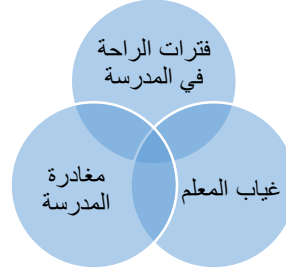 فترات الراحة
في المدرسة
مغادرة
المدرسة
غياب المعلم